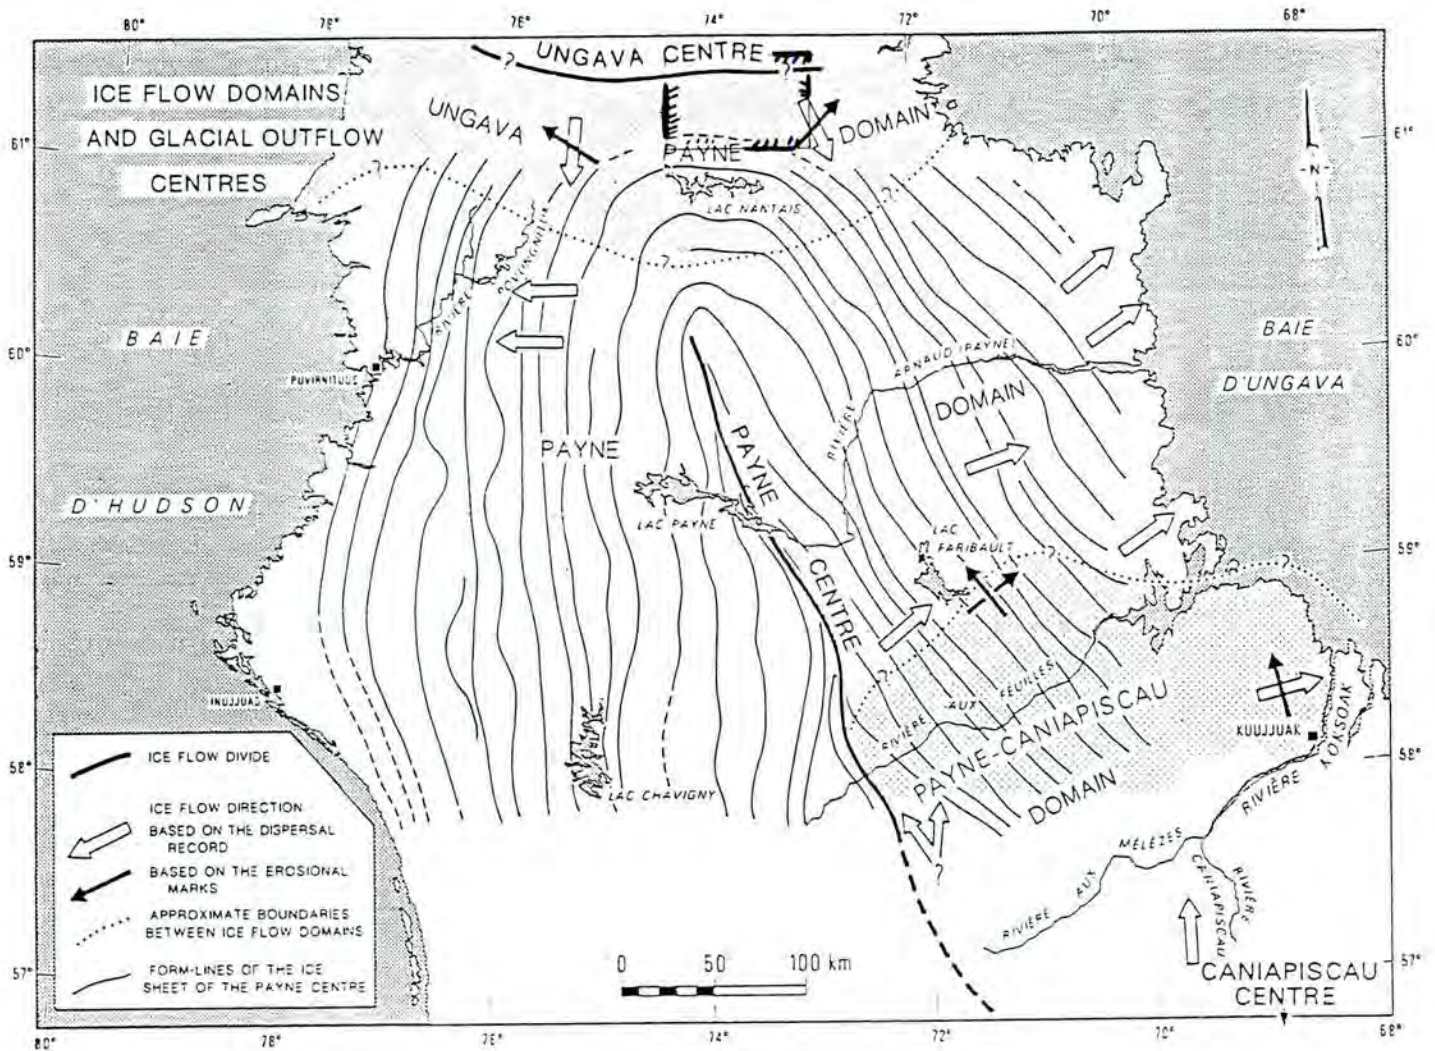 80° 78° 76° 74° 72° 70° 68°
UNGAVA CENTRE
? ?
ICE FLOW DOMAINS
AND GLACIAL OUTFLOW
CENTRES
UNGAVA DOMAIN
PAYNE
61° 61°
N
LAC NANTAIS
? ? ?
RIVIÈRE
BAIE
D'HUDSON
60° 60°
PUVIRNITUQ
BAIE
D'UNGAVA
ARNAUD (PAYNE)
RIVIÈRE
DOMAIN
PAYNE
PAYNE CENTRE
LAC PAYNE
LAC
FARIBAULT
59° 59°
? ? ?
INUJJUAQ
RIVIÈRE AUX FEUILLES
PAYNE-CANIAPISCAU
DOMAIN
KUUJJUAK
RIVIÈRE KOKSOAK
58° 58°
LAC CHAVIGNY
?
RIVIÈRE AUX MÉLÈZES
RIVIÈRE
CANIAPISCAU
CANIAPISCAU
CENTRE
ICE FLOW DIVIDE
ICE FLOW DIRECTION
BASED ON THE DISPERSAL
RECORD
BASED ON THE EROSIONAL
MARKS
APPROXIMATE BOUNDARIES
BETWEEN ICE FLOW DOMAINS
FORM-LINES OF THE ICE
SHEET OF THE PAYNE CENTRE
57° 57°
0 50 100 km
80° 78° 76° 74° 72° 70° 68°